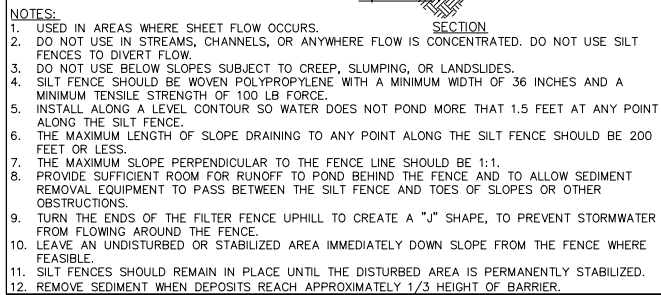 NOTES:
SECTION
1. USED IN AREAS WHERE SHEET FLOW OCCURS.
2. DO NOT USE IN STREAMS, CHANNELS, OR ANYWHERE FLOW IS CONCENTRATED. DO NOT USE SILT
FENCES TO DIVERT FLOW.
3. DO NOT USE BELOW SLOPES SUBJECT TO CREEP, SLUMPING, OR LANDSLIDES.
4. SILT FENCE SHOULD BE WOVEN POLYPROPYLENE WITH A MINIMUM WIDTH OF 36 INCHES AND A
MINIMUM TENSILE STRENGTH OF 100 LB FORCE.
5. INSTALL ALONG A LEVEL CONTOUR SO WATER DOES NOT POND MORE THAT 1.5 FEET AT ANY POINT
ALONG THE SILT FENCE.
6. THE MAXIMUM LENGTH OF SLOPE DRAINING TO ANY POINT ALONG THE SILT FENCE SHOULD BE 200
FEET OR LESS.
7. THE MAXIMUM SLOPE PERPENDICULAR TO THE FENCE LINE SHOULD BE 1:1.
8. PROVIDE SUFFICIENT ROOM FOR RUNOFF TO POND BEHIND THE FENCE AND TO ALLOW SEDIMENT
REMOVAL EQUIPMENT TO PASS BETWEEN THE SILT FENCE AND TOES OF SLOPES OR OTHER
OBSTRUCTIONS.
9. TURN THE ENDS OF THE FILTER FENCE UPHILL TO CREATE A "J" SHAPE, TO PREVENT STORMWATER
FROM FLOWING AROUND THE FENCE.
10. LEAVE AN UNDISTURBED OR STABILIZED AREA IMMEDIATELY DOWN SLOPE FROM THE FENCE WHERE
FEASIBLE.
11. SILT FENCES SHOULD REMAIN IN PLACE UNTIL THE DISTURBED AREA IS PERMANENTLY STABILIZED.
12. REMOVE SEDIMENT WHEN DEPOSITS REACH APPROXIMATELY 1/3 HEIGHT OF BARRIER.